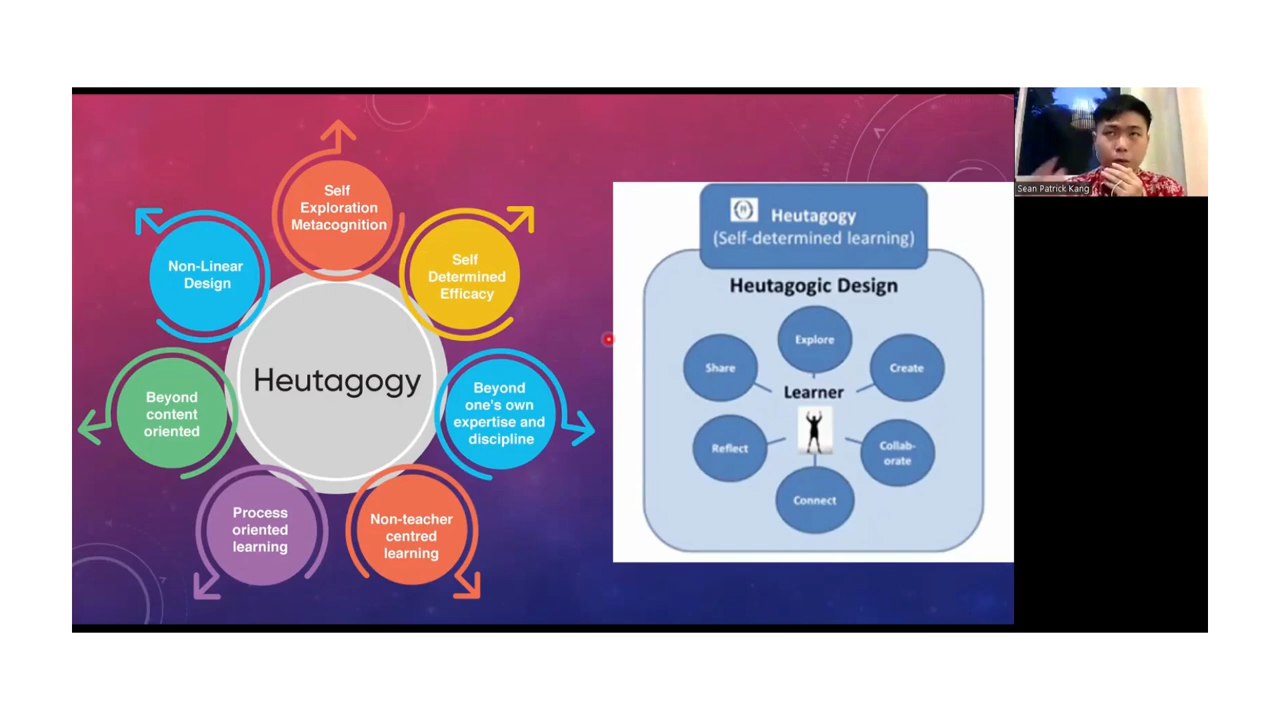 Self
Exploration
Metacognition
Self
Determined
Efficacy
Beyond
one's own
expertise and
discipline
Non-teacher
centred
learning
Process
oriented
learning
Beyond
content
oriented
Non-Linear
Design
Heutagogy
Heutagogy
(Self-determined learning)
Heutagogic Design
Explore
Share
Create
Learner
Reflect
Collab-
orate
Connect
Sean Patrick Kang